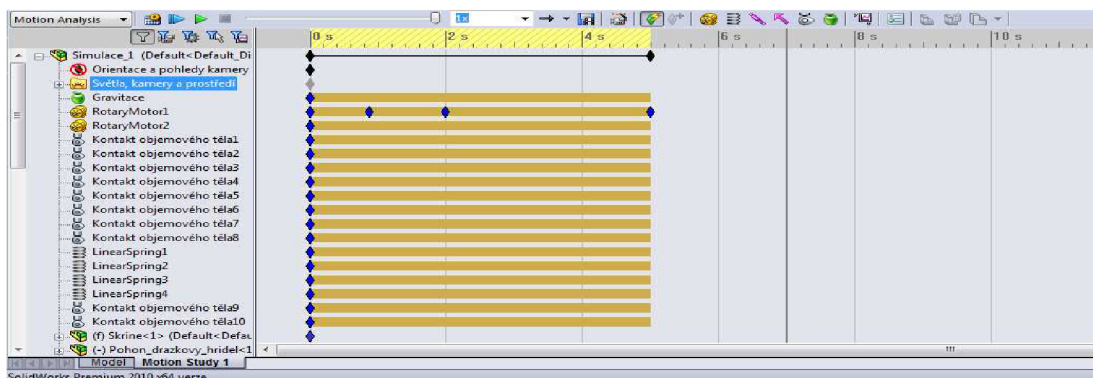 Motion Analysis 1x
0 s 2 s 4 s 6 s 8 s 10 s
Simulace_1 (Default<Default_Di
Orientace a pohledy kamery
Světla, kamery a prostředí
Gravitace
RotaryMotor1
RotaryMotor2
Kontakt objemového těla1
Kontakt objemového těla2
Kontakt objemového těla3
Kontakt objemového těla4
Kontakt objemového těla5
Kontakt objemového těla6
Kontakt objemového těla7
Kontakt objemového těla8
LinearSpring1
LinearSpring2
LinearSpring3
LinearSpring4
Kontakt objemového těla9
Kontakt objemového těla10
(f) Skrine<1> (Default<Defau
(-) Pohon_drazkovy_hridel<1
Model Motion Study 1
SolidWorks Premium 2010 x64 verze